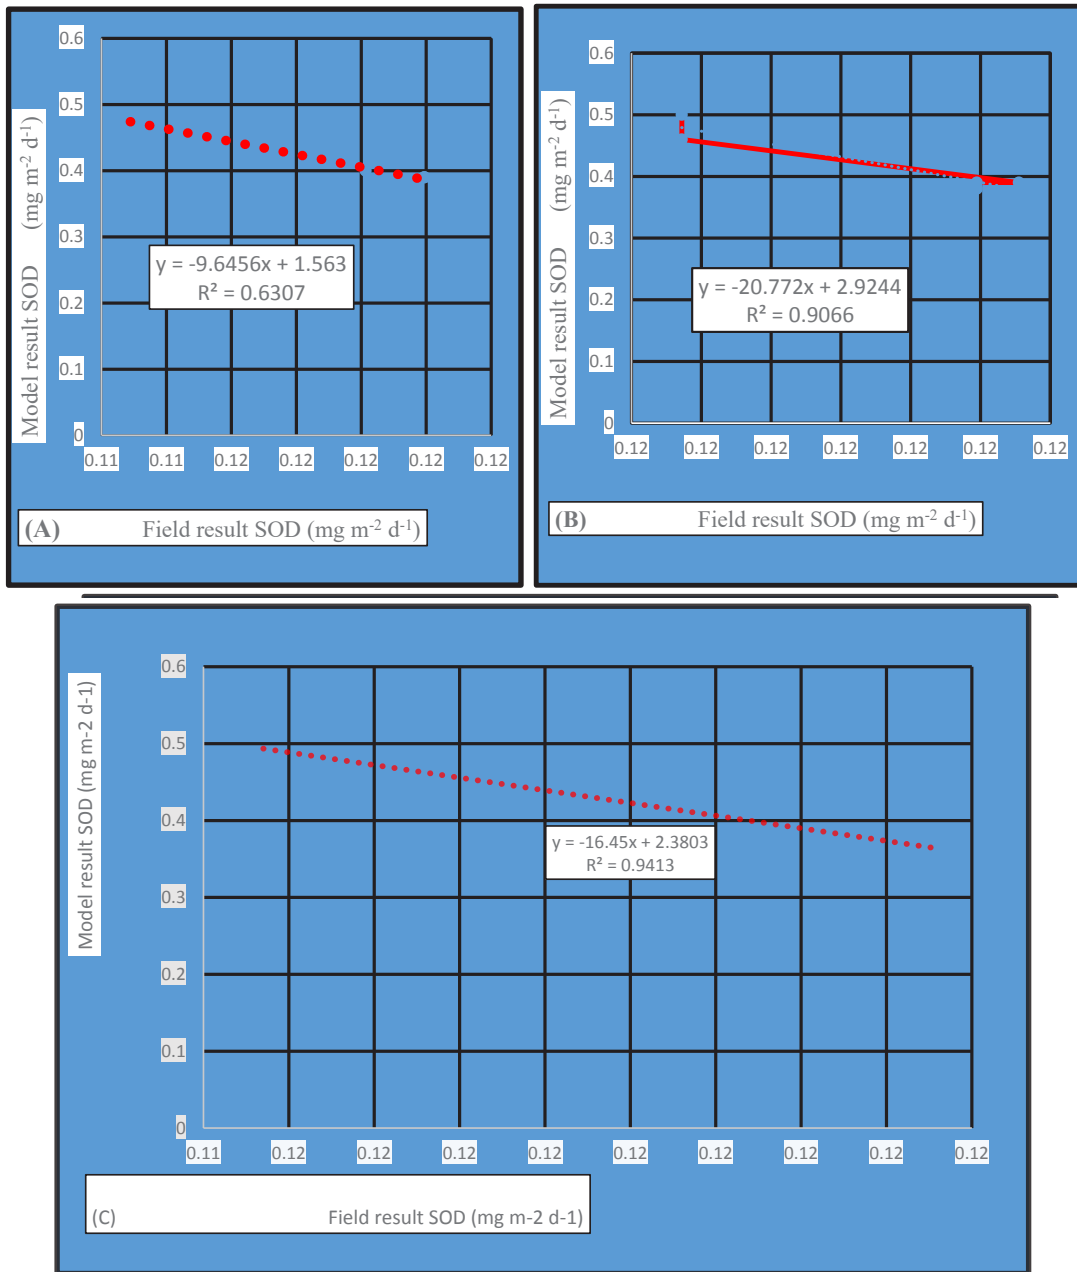 0.6
0.5
0.4
0.3
0.2
0.1
0
Model result SOD (mg m-2 d-1)
y = -9.6456x + 1.563
R² = 0.6307
0.11 0.11 0.12 0.12 0.12 0.12 0.12
(A) Field result SOD (mg m-2 d-1)
0.6
0.5
0.4
0.3
0.2
0.1
0
Model result SOD (mg m-2 d-1)
y = -20.772x + 2.9244
R² = 0.9066
0.12 0.12 0.12 0.12 0.12 0.12 0.12
(B) Field result SOD (mg m-2 d-1)
0.6
0.5
0.4
0.3
0.2
0.1
0
Model result SOD (mg m-2 d-1)
y = -16.45x + 2.3803
R² = 0.9413
0.11 0.12 0.12 0.12 0.12 0.12 0.12 0.12 0.12 0.12
(C) Field result SOD (mg m-2 d-1)